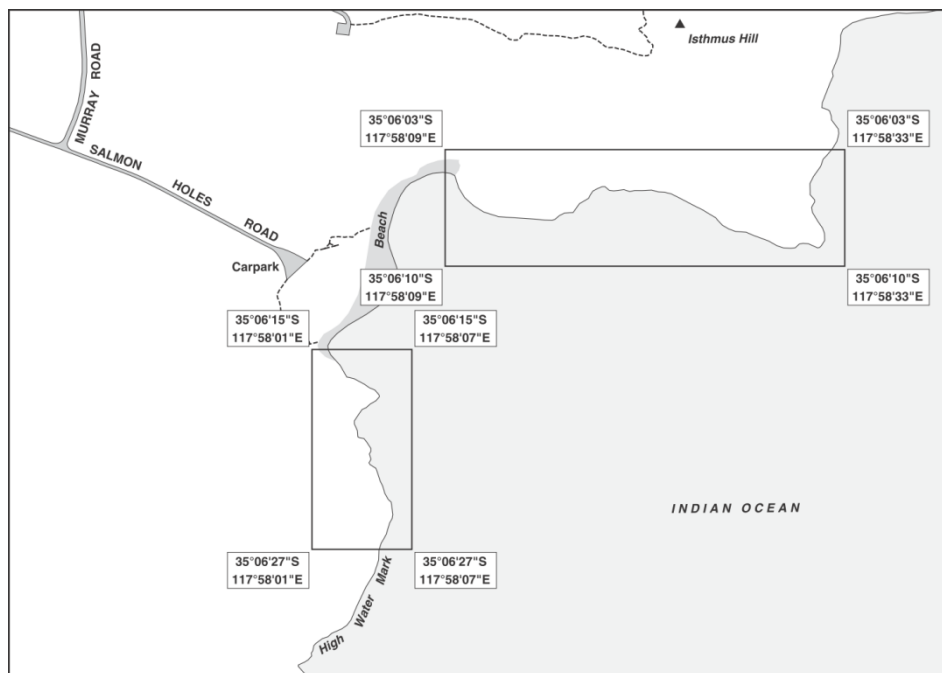 Isthmus Hill
MURRAY ROAD
SALMON HOLES ROAD
35°06'03"S
117°58'09"E
35°06'03"S
117°58'33"E
Beach
Carpark
35°06'10"S
117°58'09"E
35°06'10"S
117°58'33"E
35°06'15"S
117°58'01"E
35°06'15"S
117°58'07"E
INDIAN OCEAN
35°06'27"S
117°58'01"E
35°06'27"S
117°58'07"E
High Water Mark